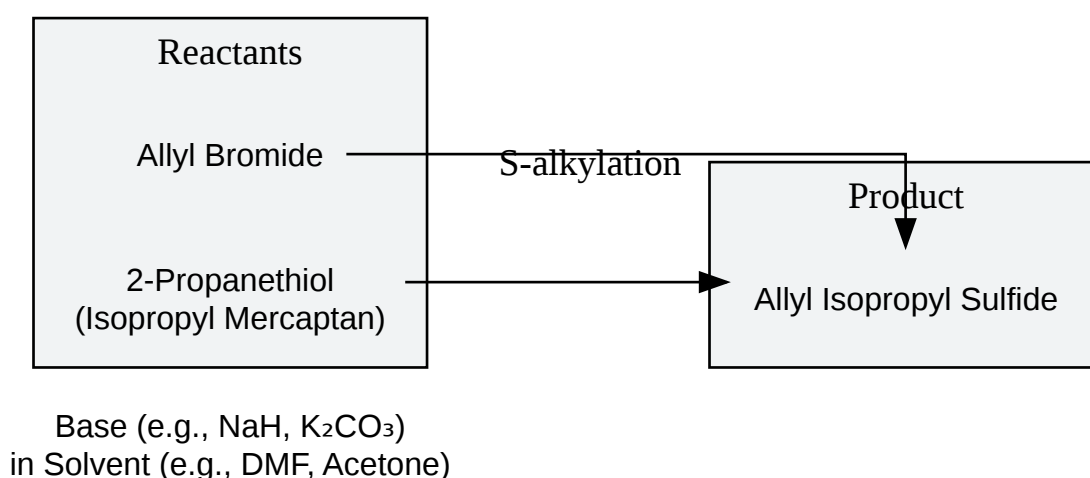 Reactants
Allyl Bromide
S-alkylation
Product
2-Propanethiol
(Isopropyl Mercaptan)
Allyl Isopropyl Sulfide
Base (e.g., NaH, K₂CO₃)
in Solvent (e.g., DMF, Acetone)